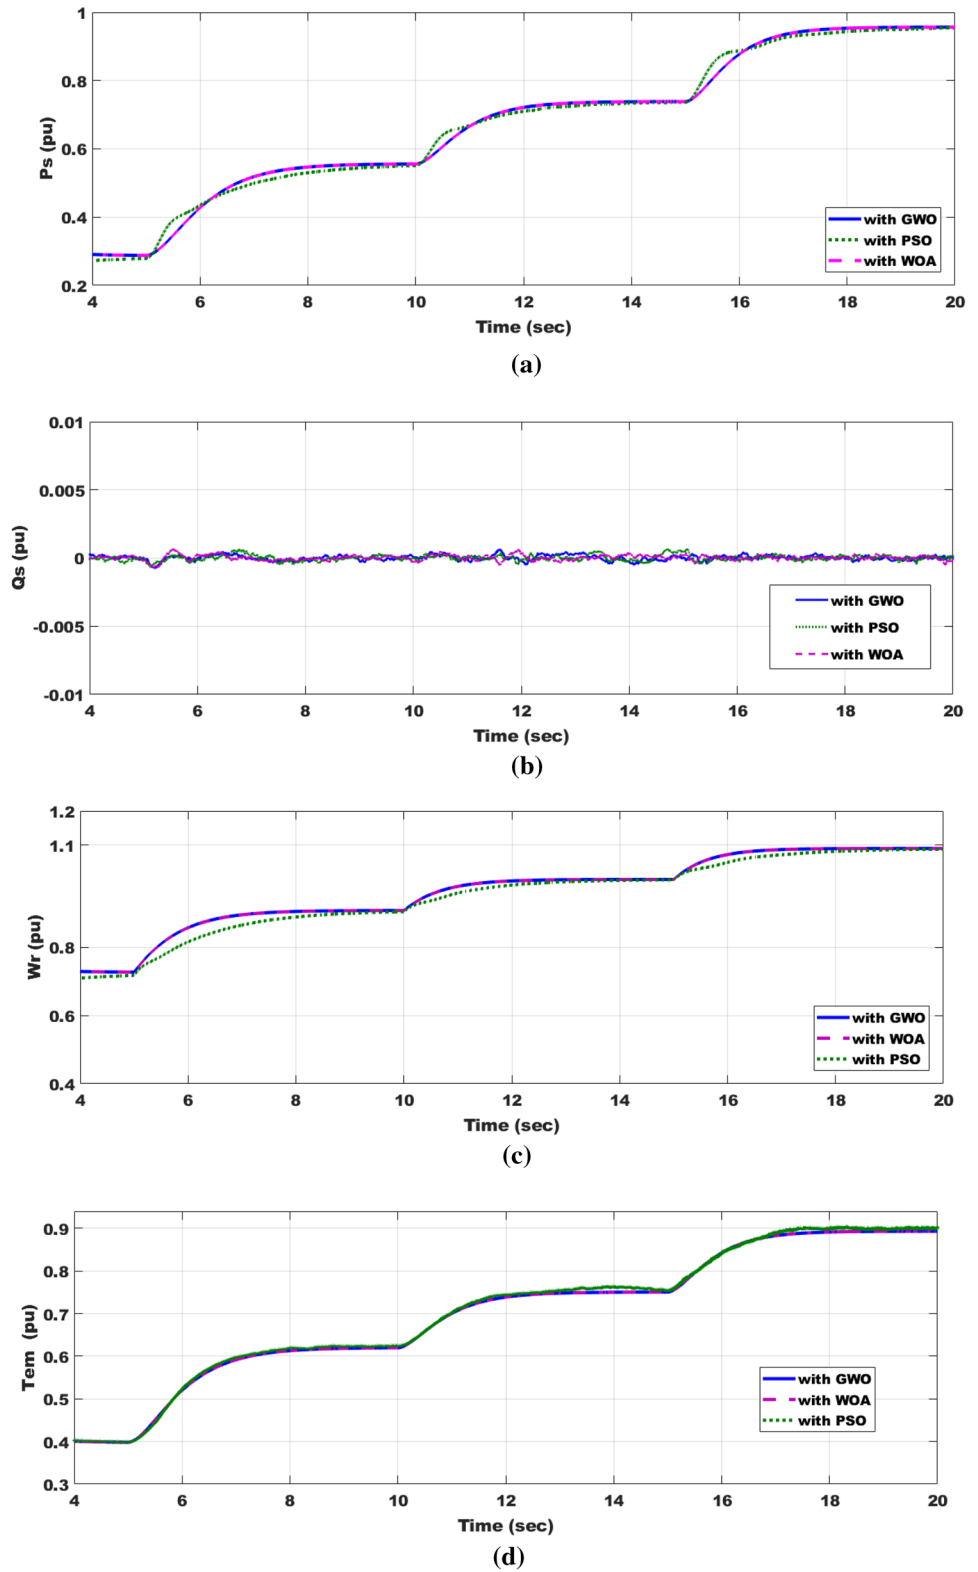 1
0.8
0.6
0.4
0.2
Ps (pu)
with GWO
with PSO
with WOA
4 6 8 10 12 14 16 18 20
Time (sec)
(a)
0.01
0.005
0
-0.005
-0.01
Qs (pu)
with GWO
with PSO
with WOA
4 6 8 10 12 14 16 18 20
Time (sec)
(b)
1.2
1.1
0.8
0.6
0.4
Wr (pu)
with GWO
with WOA
with PSO
4 6 8 10 12 14 16 18 20
Time (sec)
(c)
0.9
0.8
0.7
0.6
0.5
0.4
0.3
Tem (pu)
with GWO
with WOA
with PSO
4 6 8 10 12 14 16 18 20
Time (sec)
(d)